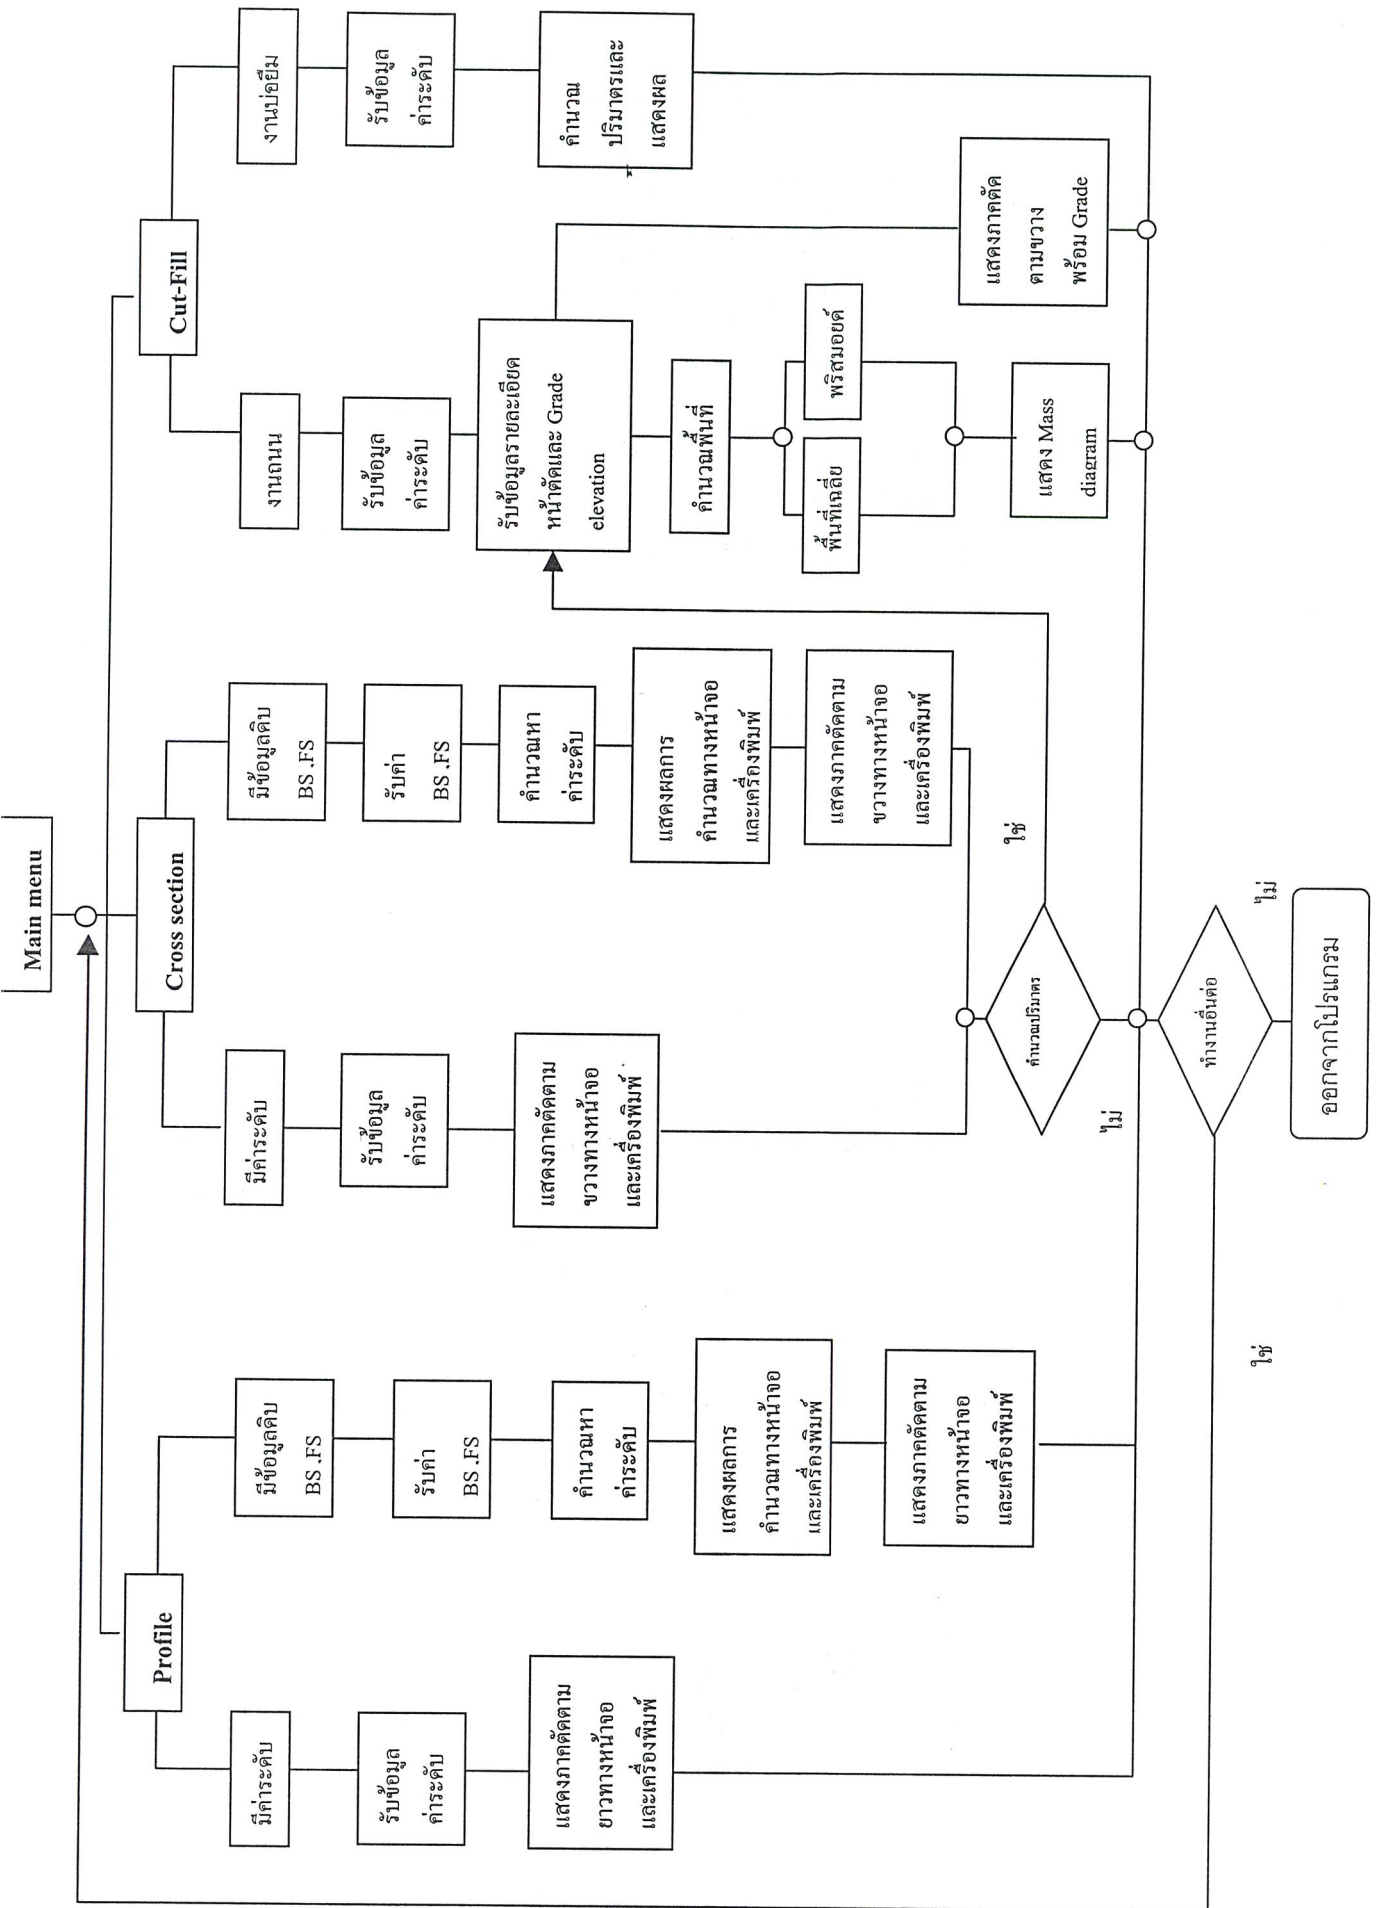 Main menu
Profile
มีค่าระดับ
รับข้อมูล
ค่าระดับ
แสดงภาคตัดตาม
ยาวทางหน้าจอ
และเครื่องพิมพ์
มีข้อมูลดิบ
BS .FS
รับค่า
BS .FS
คำนวณหา
ค่าระดับ
แสดงผลการ
คำนวณทางหน้าจอ
และเครื่องพิมพ์
แสดงภาคตัดตาม
ยาวทางหน้าจอ
และเครื่องพิมพ์
Cross section
มีค่าระดับ
รับข้อมูล
ค่าระดับ
แสดงภาคตัดตาม
ขวางทางหน้าจอ
และเครื่องพิมพ์
มีข้อมูลดิบ
BS .FS
รับค่า
BS .FS
คำนวณหา
ค่าระดับ
แสดงผลการ
คำนวณทางหน้าจอ
และเครื่องพิมพ์
แสดงภาคตัดตาม
ขวางทางหน้าจอ
และเครื่องพิมพ์
คำนวณปริมาตร
ใช่
ไม่
Cut-Fill
งานถนน
รับข้อมูล
ค่าระดับ
รับข้อมูลรายละเอียด
หน้าตัดและ Grade
elevation
คำนวณพื้นที่
พื้นที่เฉลี่ย
พริสมอยด์
แสดง Mass
diagram
แสดงภาคตัด
ตามขวาง
พร้อม Grade
งานบ่อยืม
รับข้อมูล
ค่าระดับ
คำนวณ
ปริมาตรและ
แสดงผล
ทำงานอื่นต่อ
ใช่
ไม่
ออกจากโปรแกรม